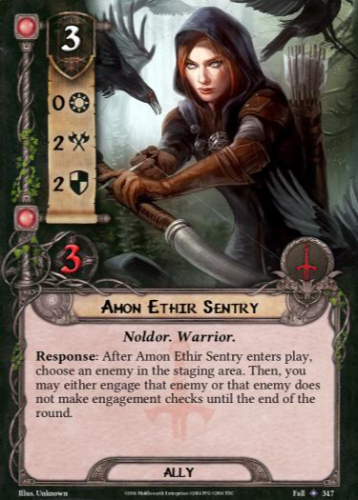 3
0
2
2
3
Amon Ethir Sentry
Noldor. Warrior.
Response: After Amon Ethir Sentry enters play,
choose an enemy in the staging area. Then, you
may either engage that enemy or that enemy does
not make engagement checks until the end of the
round.
ALLY
Illus. Unknown
Fall 347